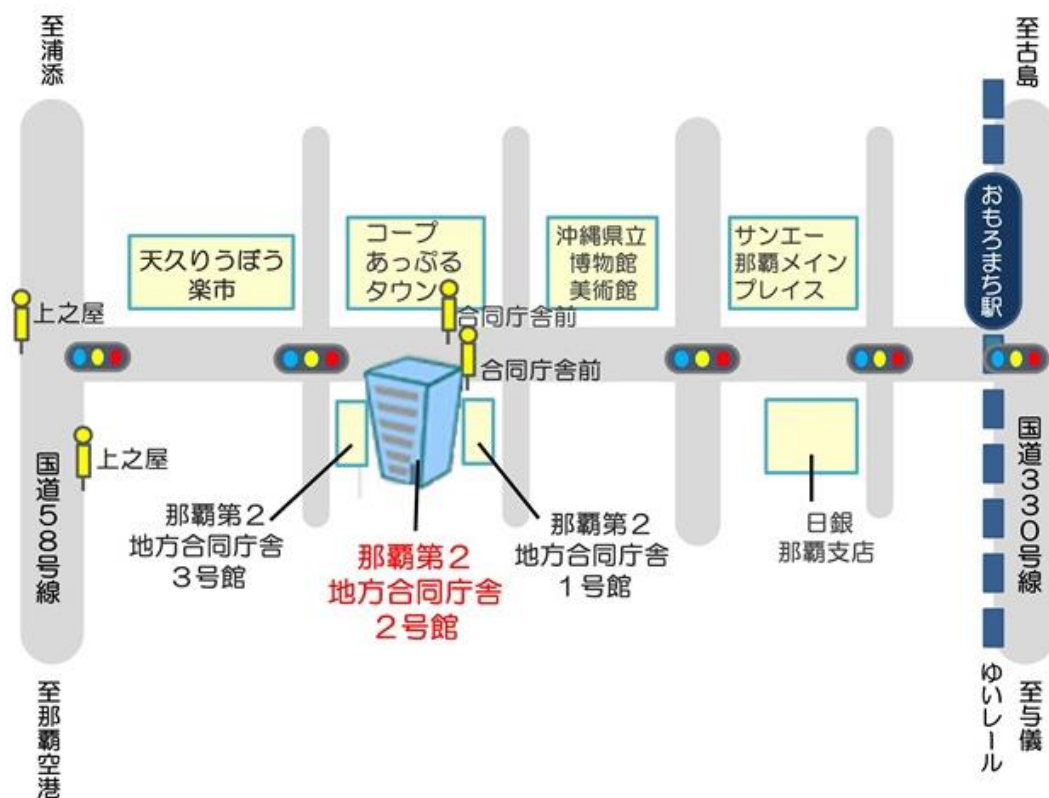 至浦添
至古島
おもろまち駅
天久りうぼう
楽市
コープ
あっぷる
タウン
沖縄県立
博物館
美術館
サンエー
那覇メイン
プレイス
上之屋
合同庁舎前
合同庁舎前
上之屋
国道58号線
国道330号線
那覇第2
地方合同庁舎
3号館
那覇第2
地方合同庁舎
2号館
那覇第2
地方合同庁舎
1号館
日銀
那覇支店
至那覇空港
ゆいレール
至与儀